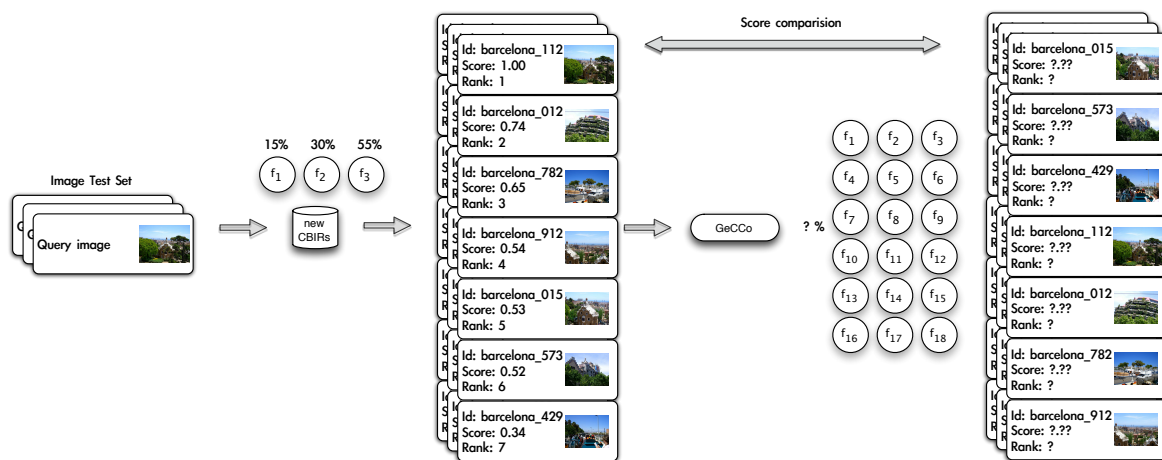 Image Test Set
Query image
15% 30% 55%
f1 f2 f3
new
CBIRs
Id: barcelona_112
Score: 1.00
Rank: 1
Id: barcelona_012
Score: 0.74
Rank: 2
Id: barcelona_782
Score: 0.65
Rank: 3
Id: barcelona_912
Score: 0.54
Rank: 4
Id: barcelona_015
Score: 0.53
Rank: 5
Id: barcelona_573
Score: 0.52
Rank: 6
Id: barcelona_429
Score: 0.34
Rank: 7
Score comparision
GeCCo
? %
f1 f2 f3
f4 f5 f6
f7 f8 f9
f10 f11 f12
f13 f14 f15
f16 f17 f18
Id: barcelona_015
Score: ?.??
Rank: ?
Id: barcelona_573
Score: ?.??
Rank: ?
Id: barcelona_429
Score: ?.??
Rank: ?
Id: barcelona_112
Score: ?.??
Rank: ?
Id: barcelona_012
Score: ?.??
Rank: ?
Id: barcelona_782
Score: ?.??
Rank: ?
Id: barcelona_912
Score: ?.??
Rank: ?